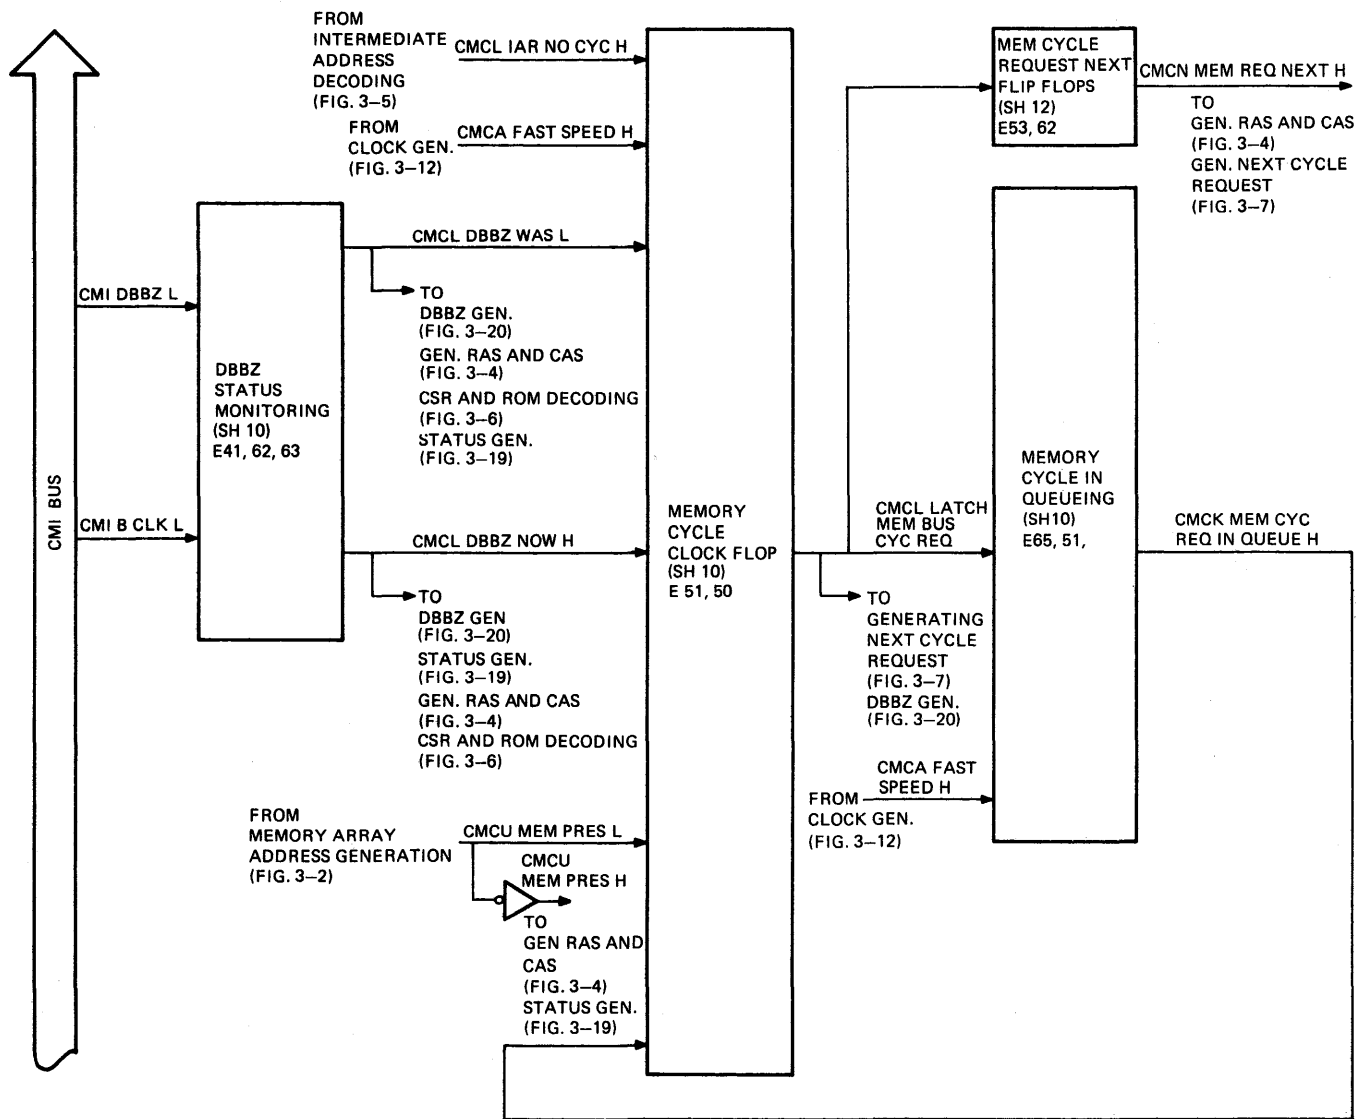 FROM
INTERMEDIATE
ADDRESS
DECODING
(FIG. 3–5)
CMCL IAR NO CYC H
FROM
CLOCK GEN.
(FIG. 3–12)
CMCA FAST SPEED H
MEM CYCLE
REQUEST NEXT
FLIP FLOPS
(SH 12)
E53, 62
CMCN MEM REQ NEXT H
TO
GEN. RAS AND CAS
(FIG. 3–4)
GEN. NEXT CYCLE
REQUEST
(FIG. 3–7)
CMI BUS
CMI DBBZ L
CMI B CLK L
DBBZ
STATUS
MONITORING
(SH 10)
E41, 62, 63
CMCL DBBZ WAS L
TO
DBBZ GEN.
(FIG. 3–20)
GEN. RAS AND CAS
(FIG. 3–4)
CSR AND ROM DECODING
(FIG. 3–6)
STATUS GEN.
(FIG. 3–19)
CMCL DBBZ NOW H
TO
DBBZ GEN
(FIG. 3–20)
STATUS GEN.
(FIG. 3–19)
GEN. RAS AND CAS
(FIG. 3–4)
CSR AND ROM DECODING
(FIG. 3–6)
FROM
MEMORY ARRAY
ADDRESS GENERATION
(FIG. 3–2)
CMCU MEM PRES L
CMCU
MEM PRES H
TO
GEN RAS AND
CAS
(FIG. 3–4)
STATUS GEN.
(FIG. 3–19)
MEMORY
CYCLE
CLOCK FLOP
(SH 10)
E 51, 50
CMCL LATCH
MEM BUS
CYC REQ
TO
GENERATING
NEXT CYCLE
REQUEST
(FIG. 3–7)
DBBZ GEN.
(FIG. 3–20)
CMCA FAST
SPEED H
FROM
CLOCK GEN.
(FIG. 3–12)
MEMORY
CYCLE IN
QUEUEING
(SH10)
E65, 51,
CMCK MEM CYC
REQ IN QUEUE H